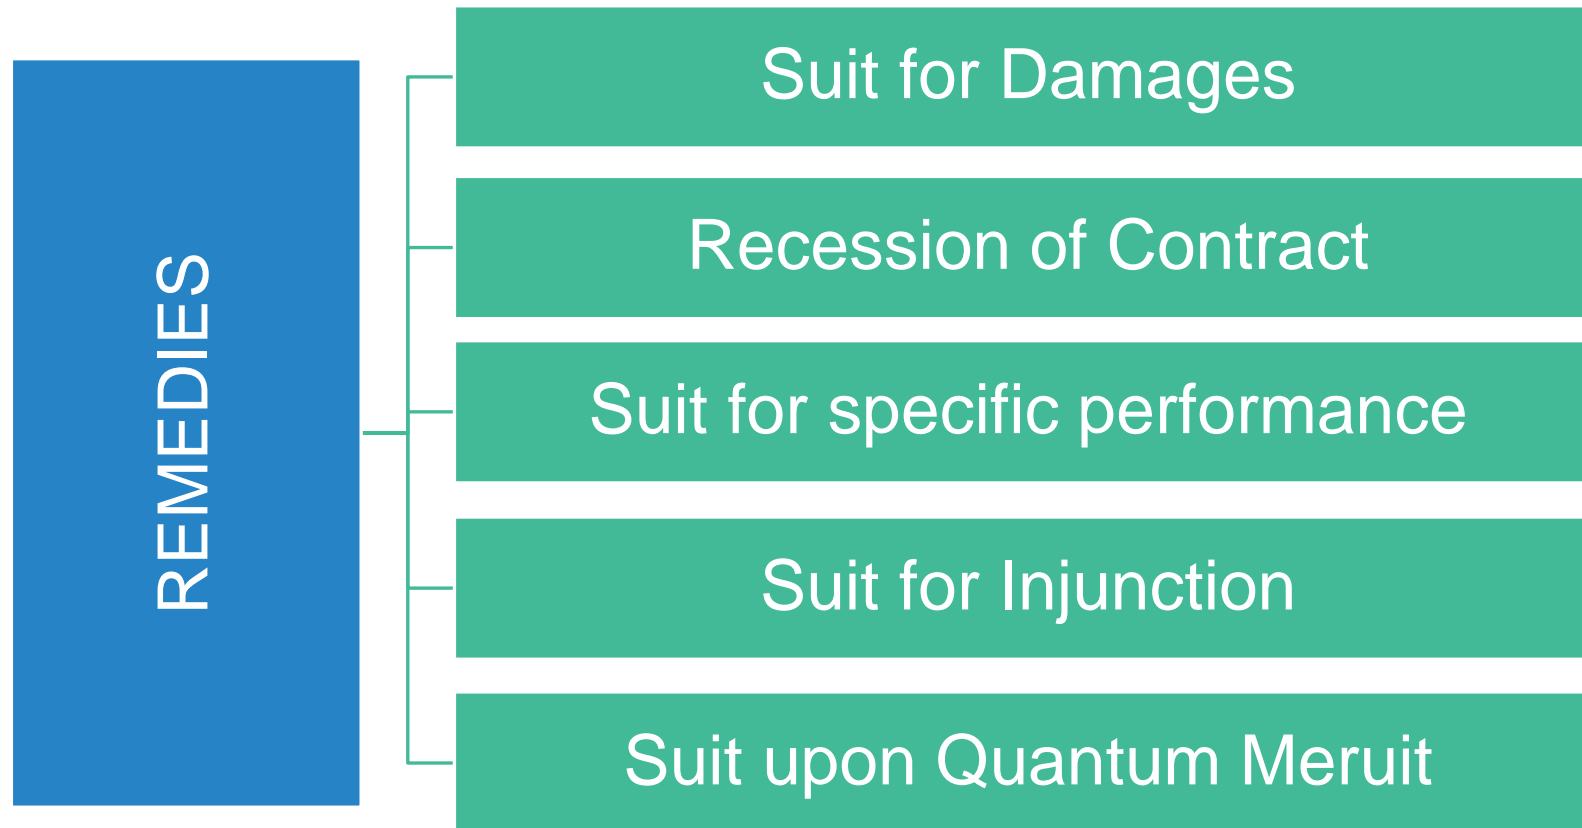 REMEDIES
Suit for Damages
Recession of Contract
Suit for specific performance
Suit for Injunction
Suit upon Quantum Meruit